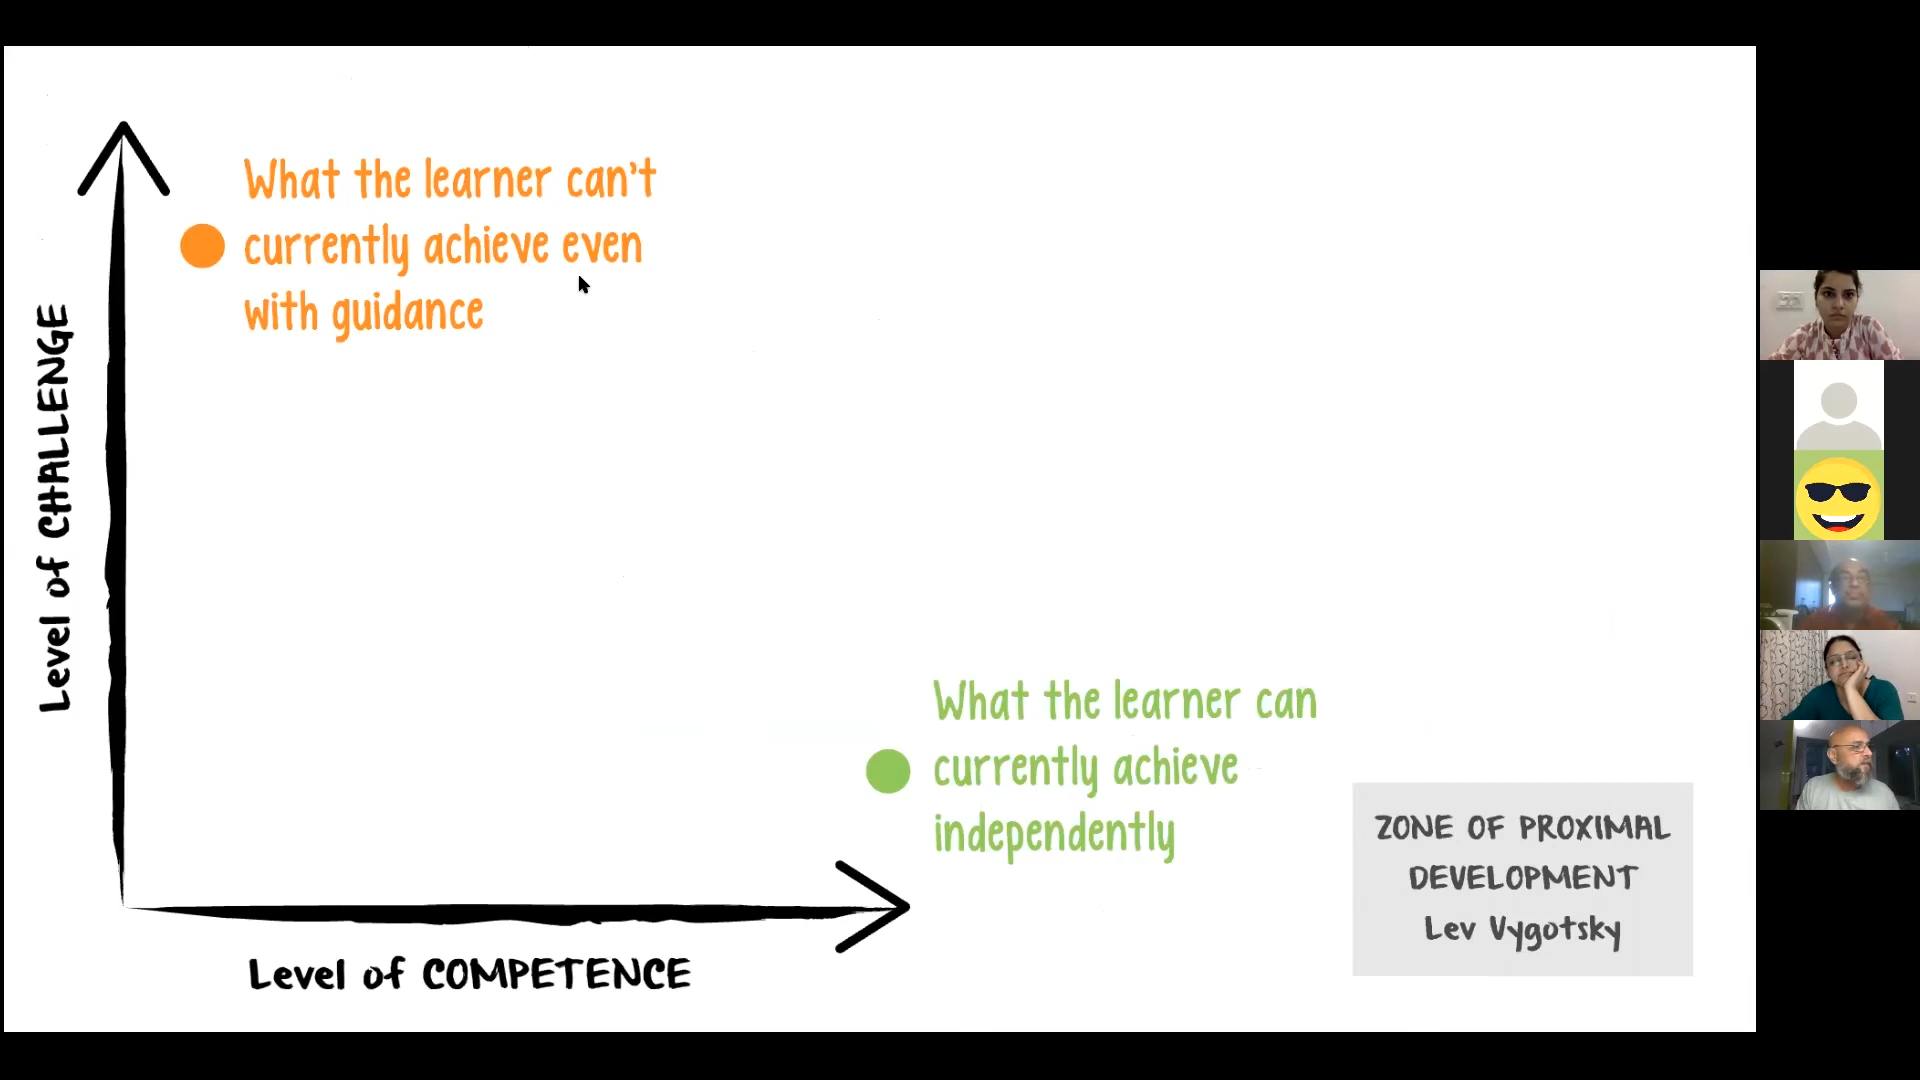 What the learner can't
currently achieve even
with guidance
Level of CHALLENGE
What the learner can
currently achieve
independently
ZONE OF PROXIMAL
DEVELOPMENT
Lev Vygotsky
Level of COMPETENCE